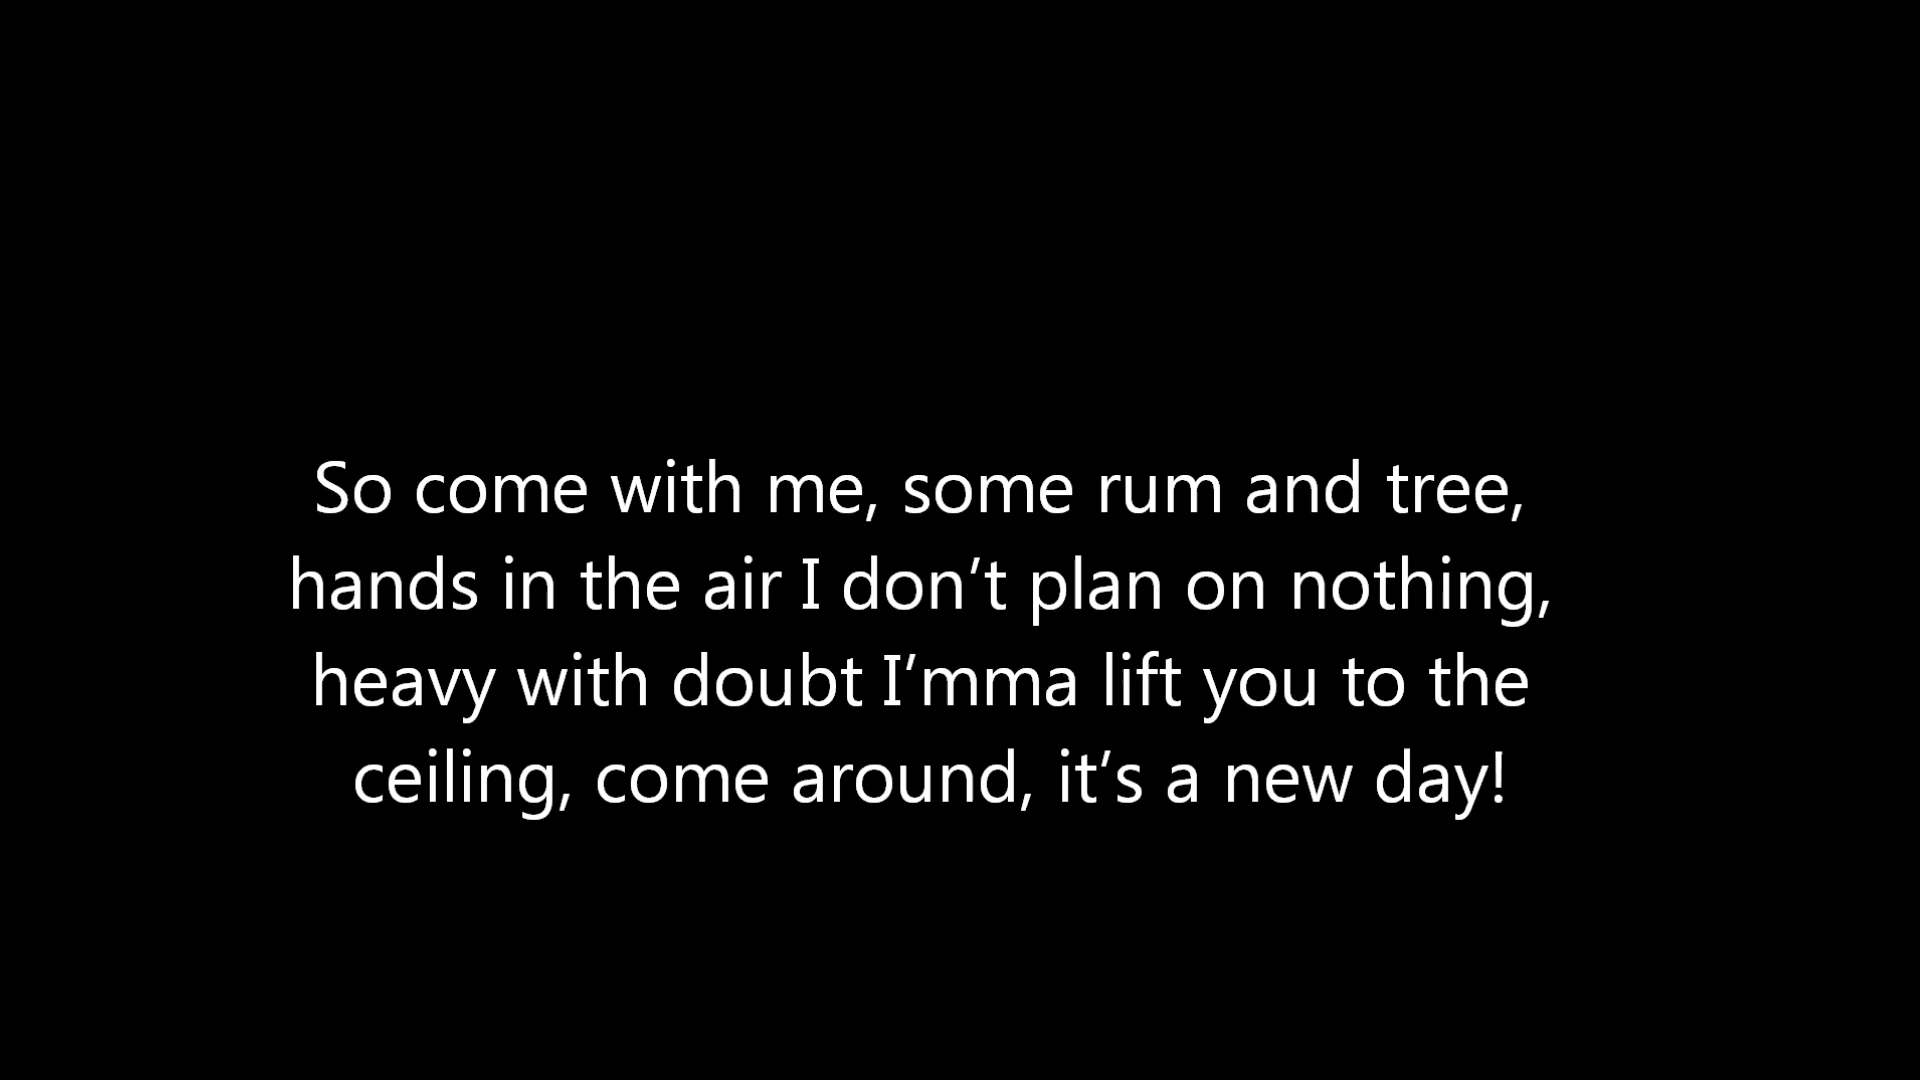 So come with me, some rum and tree,
hands in the air I don’t plan on nothing,
heavy with doubt I’mma lift you to the
ceiling, come around, it’s a new day!